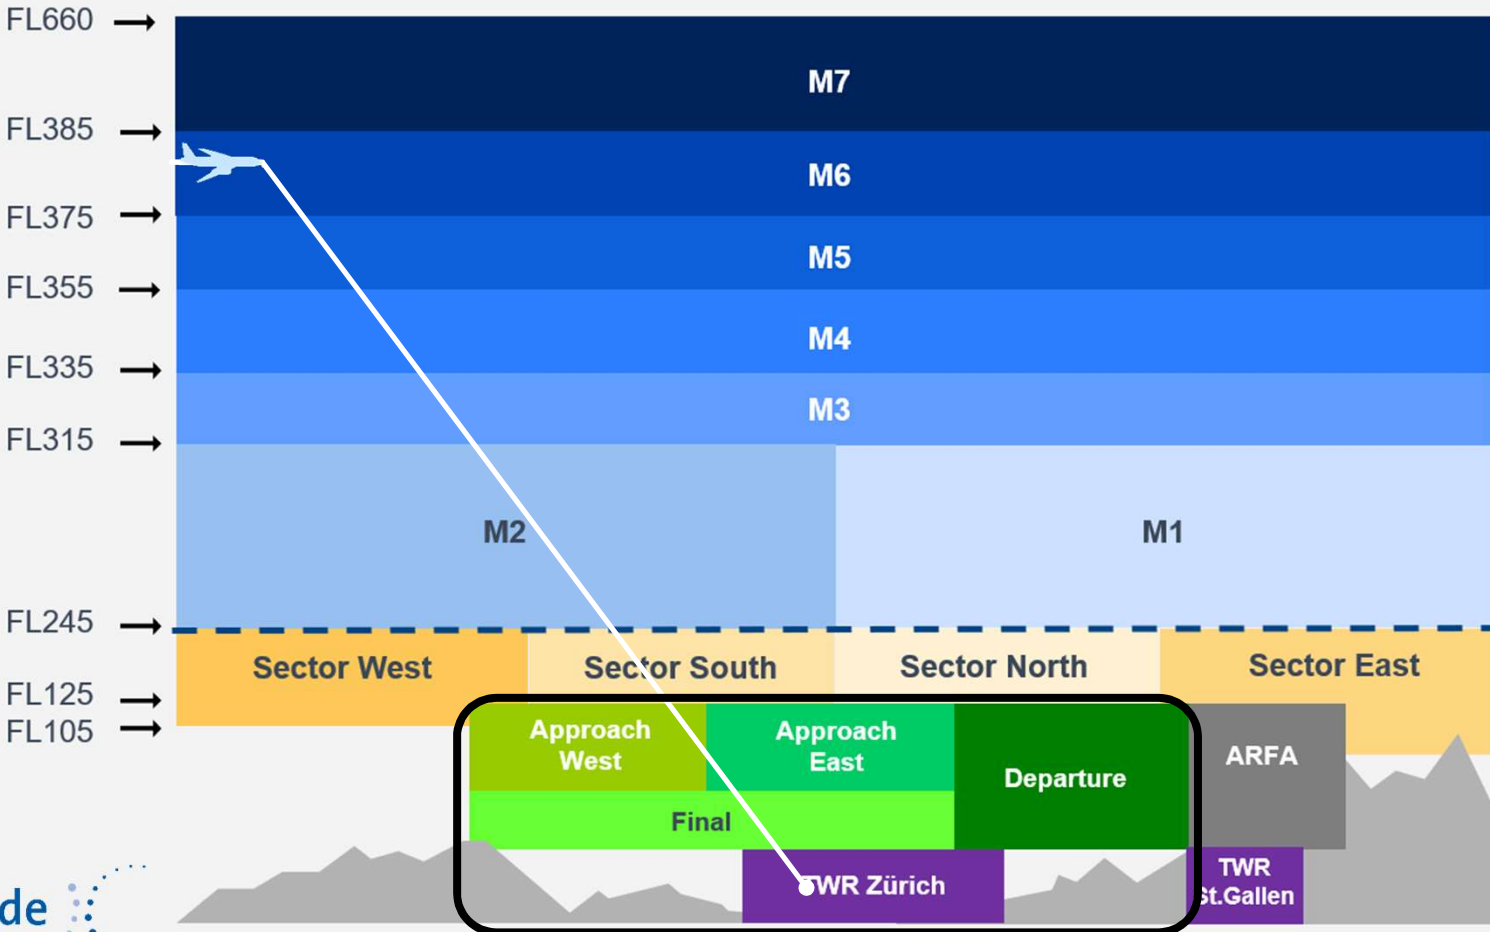 FL660
M7
FL385
M6
FL375
M5
FL355
M4
FL335
M3
FL315
M2
M1
FL245
Sector West
Sector South
Sector North
Sector East
FL125
FL105
Approach
West
Approach
East
Departure
ARFA
Final
TWR Zürich
TWR
St.Gallen
de